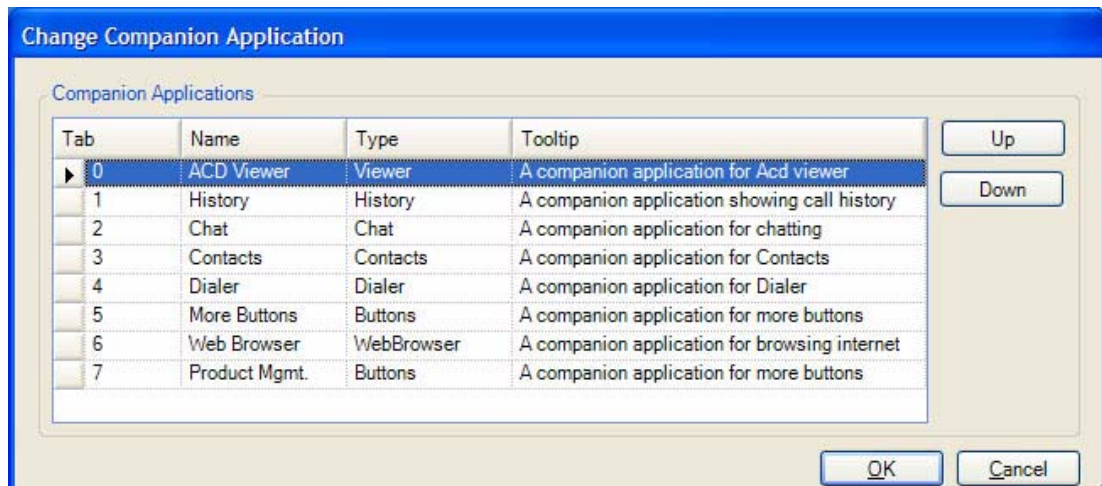 Change Companion Application
Companion Applications
Tab Name Type Tooltip
0 ACD Viewer Viewer A companion application for Acd viewer
1 History History A companion application showing call history
2 Chat Chat A companion application for chatting
3 Contacts Contacts A companion application for Contacts
4 Dialer Dialer A companion application for Dialer
5 More Buttons Buttons A companion application for more buttons
6 Web Browser WebBrowser A companion application for browsing internet
7 Product Mgmt. Buttons A companion application for more buttons
Up
Down
OK Cancel